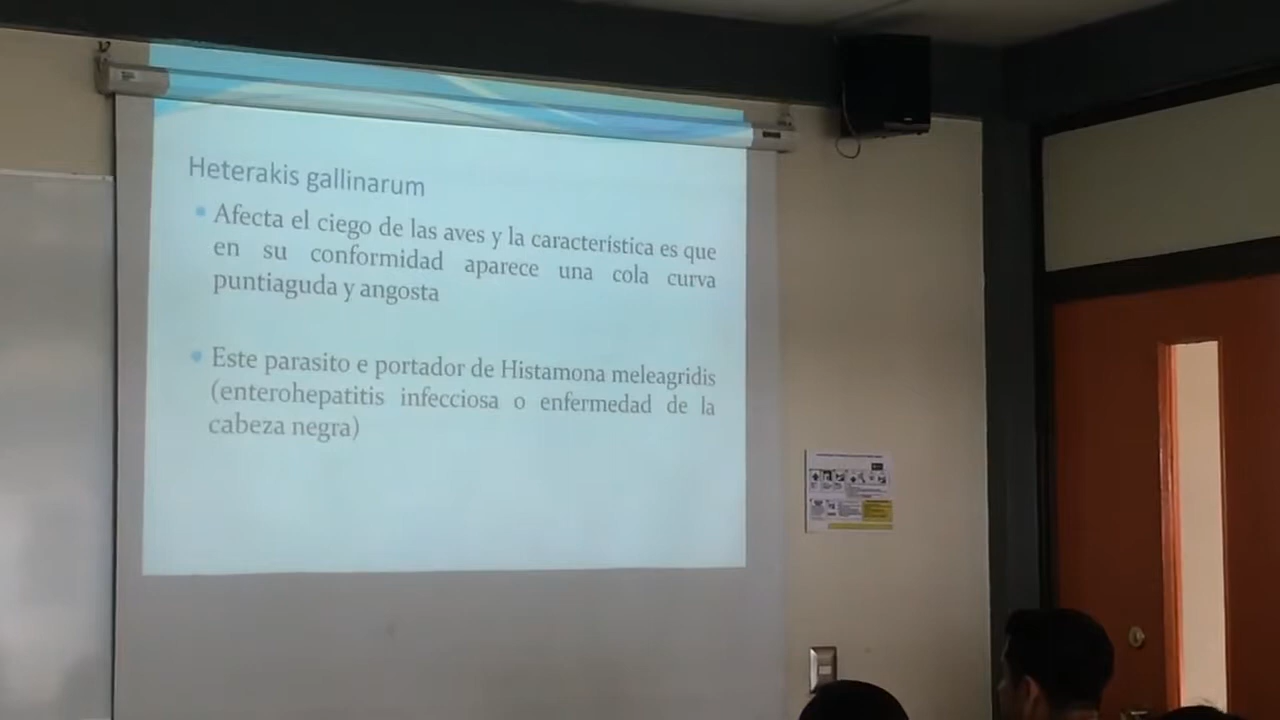 Heterakis gallinarum
Afecta el ciego de las aves y la característica es que
en su conformidad aparece una cola curva
puntiaguda y angosta
Este parasito e portador de Histamona meleagridis
(enterohepatitis infecciosa o enfermedad de la
cabeza negra)